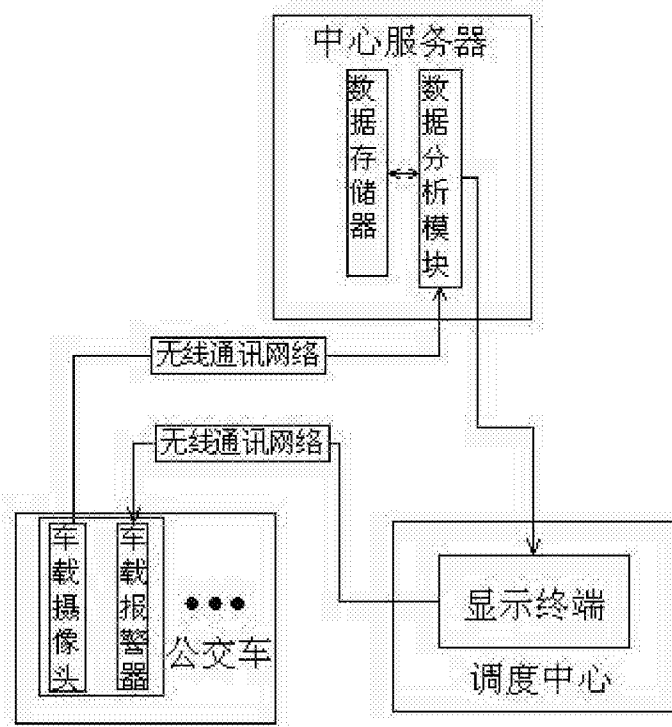 中心服务器
数据存储器
数据分析模块
无线通讯网络
无线通讯网络
车载摄像头
车载报警器
公交车
显示终端
调度中心